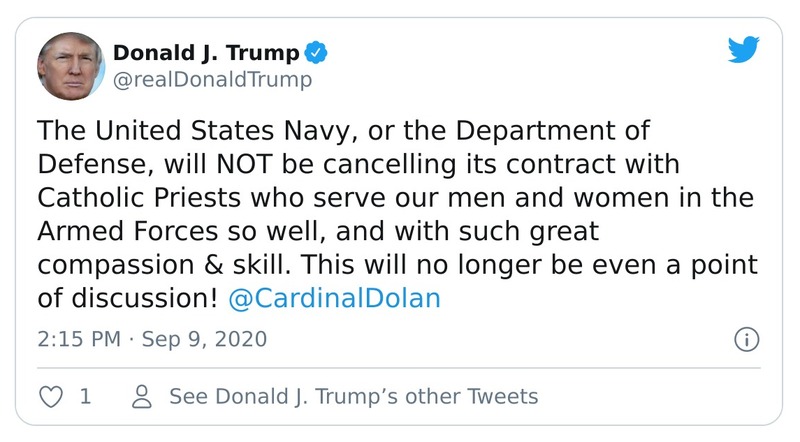 Donald J. Trump
@realDonaldTrump
The United States Navy, or the Department of
Defense, will NOT be cancelling its contract with
Catholic Priests who serve our men and women in the
Armed Forces so well, and with such great
compassion & skill. This will no longer be even a point
of discussion! @CardinalDolan
2:15 PM · Sep 9, 2020
1 See Donald J. Trump’s other Tweets